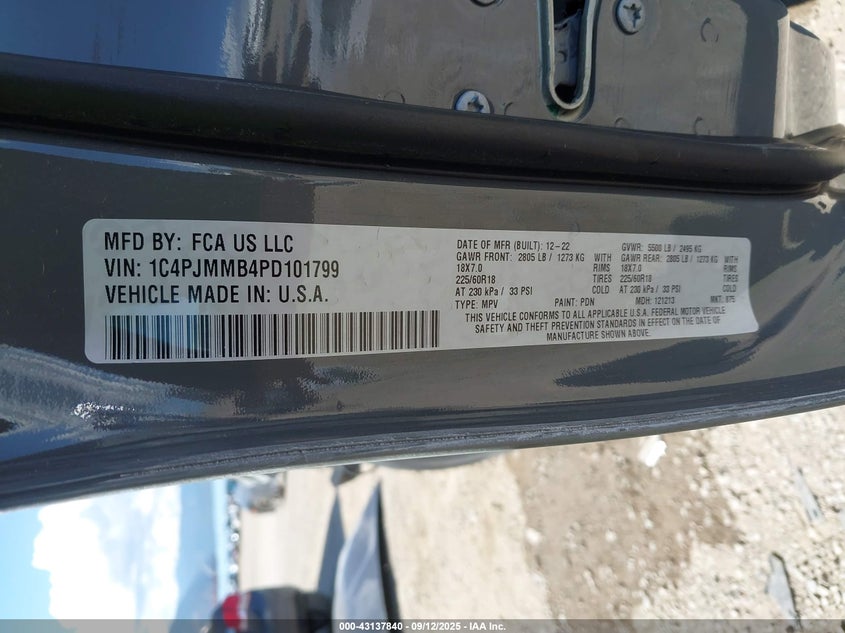 MFD BY: FCA US LLC
VIN: 1C4PJMMB4PD101799
VEHICLE MADE IN: U.S.A.
DATE OF MFR (BUILT): 12-22 GVWR: 5500 LB / 2495 KG
GAWR FRONT: 2805 LB / 1273 KG WITH GAWR REAR: 2805 LB / 1273 KG WITH
18X7.0 RIMS 18X7.0 RIMS
225/60R18 TIRES 225/60R18 TIRES
AT 230 kPa / 33 PSI COLD AT 230 kPa / 33 PSI COLD
TYPE: MPV PAINT: PDN MDH: 121213 MKNT: 875
THIS VEHICLE CONFORMS TO ALL APPLICABLE U.S.A. FEDERAL MOTOR VEHICLE
SAFETY AND THEFT PREVENTION STANDARDS IN EFFECT ON THE DATE OF
MANUFACTURE SHOWN ABOVE.
000-43137840 - 09/12/2025 - IAA Inc.